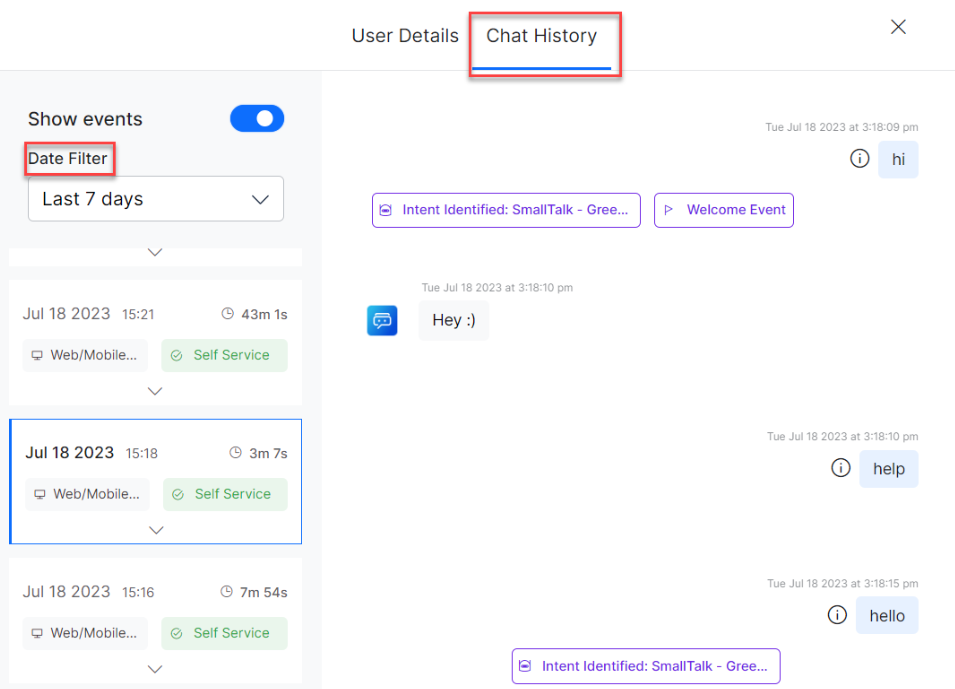 User Details
Chat History
Show events
Date Filter
Last 7 days
Jul 18 2023 15:21 43m 1s
Web/Mobile... Self Service
Jul 18 2023 15:18 3m 7s
Web/Mobile... Self Service
Jul 18 2023 15:16 7m 54s
Web/Mobile... Self Service
Tue Jul 18 2023 at 3:18:09 pm
hi
Intent Identified: SmallTalk - Gree... Welcome Event
Tue Jul 18 2023 at 3:18:10 pm
Hey :)
Tue Jul 18 2023 at 3:18:10 pm
help
Tue Jul 18 2023 at 3:18:15 pm
hello
Intent Identified: SmallTalk - Gree...